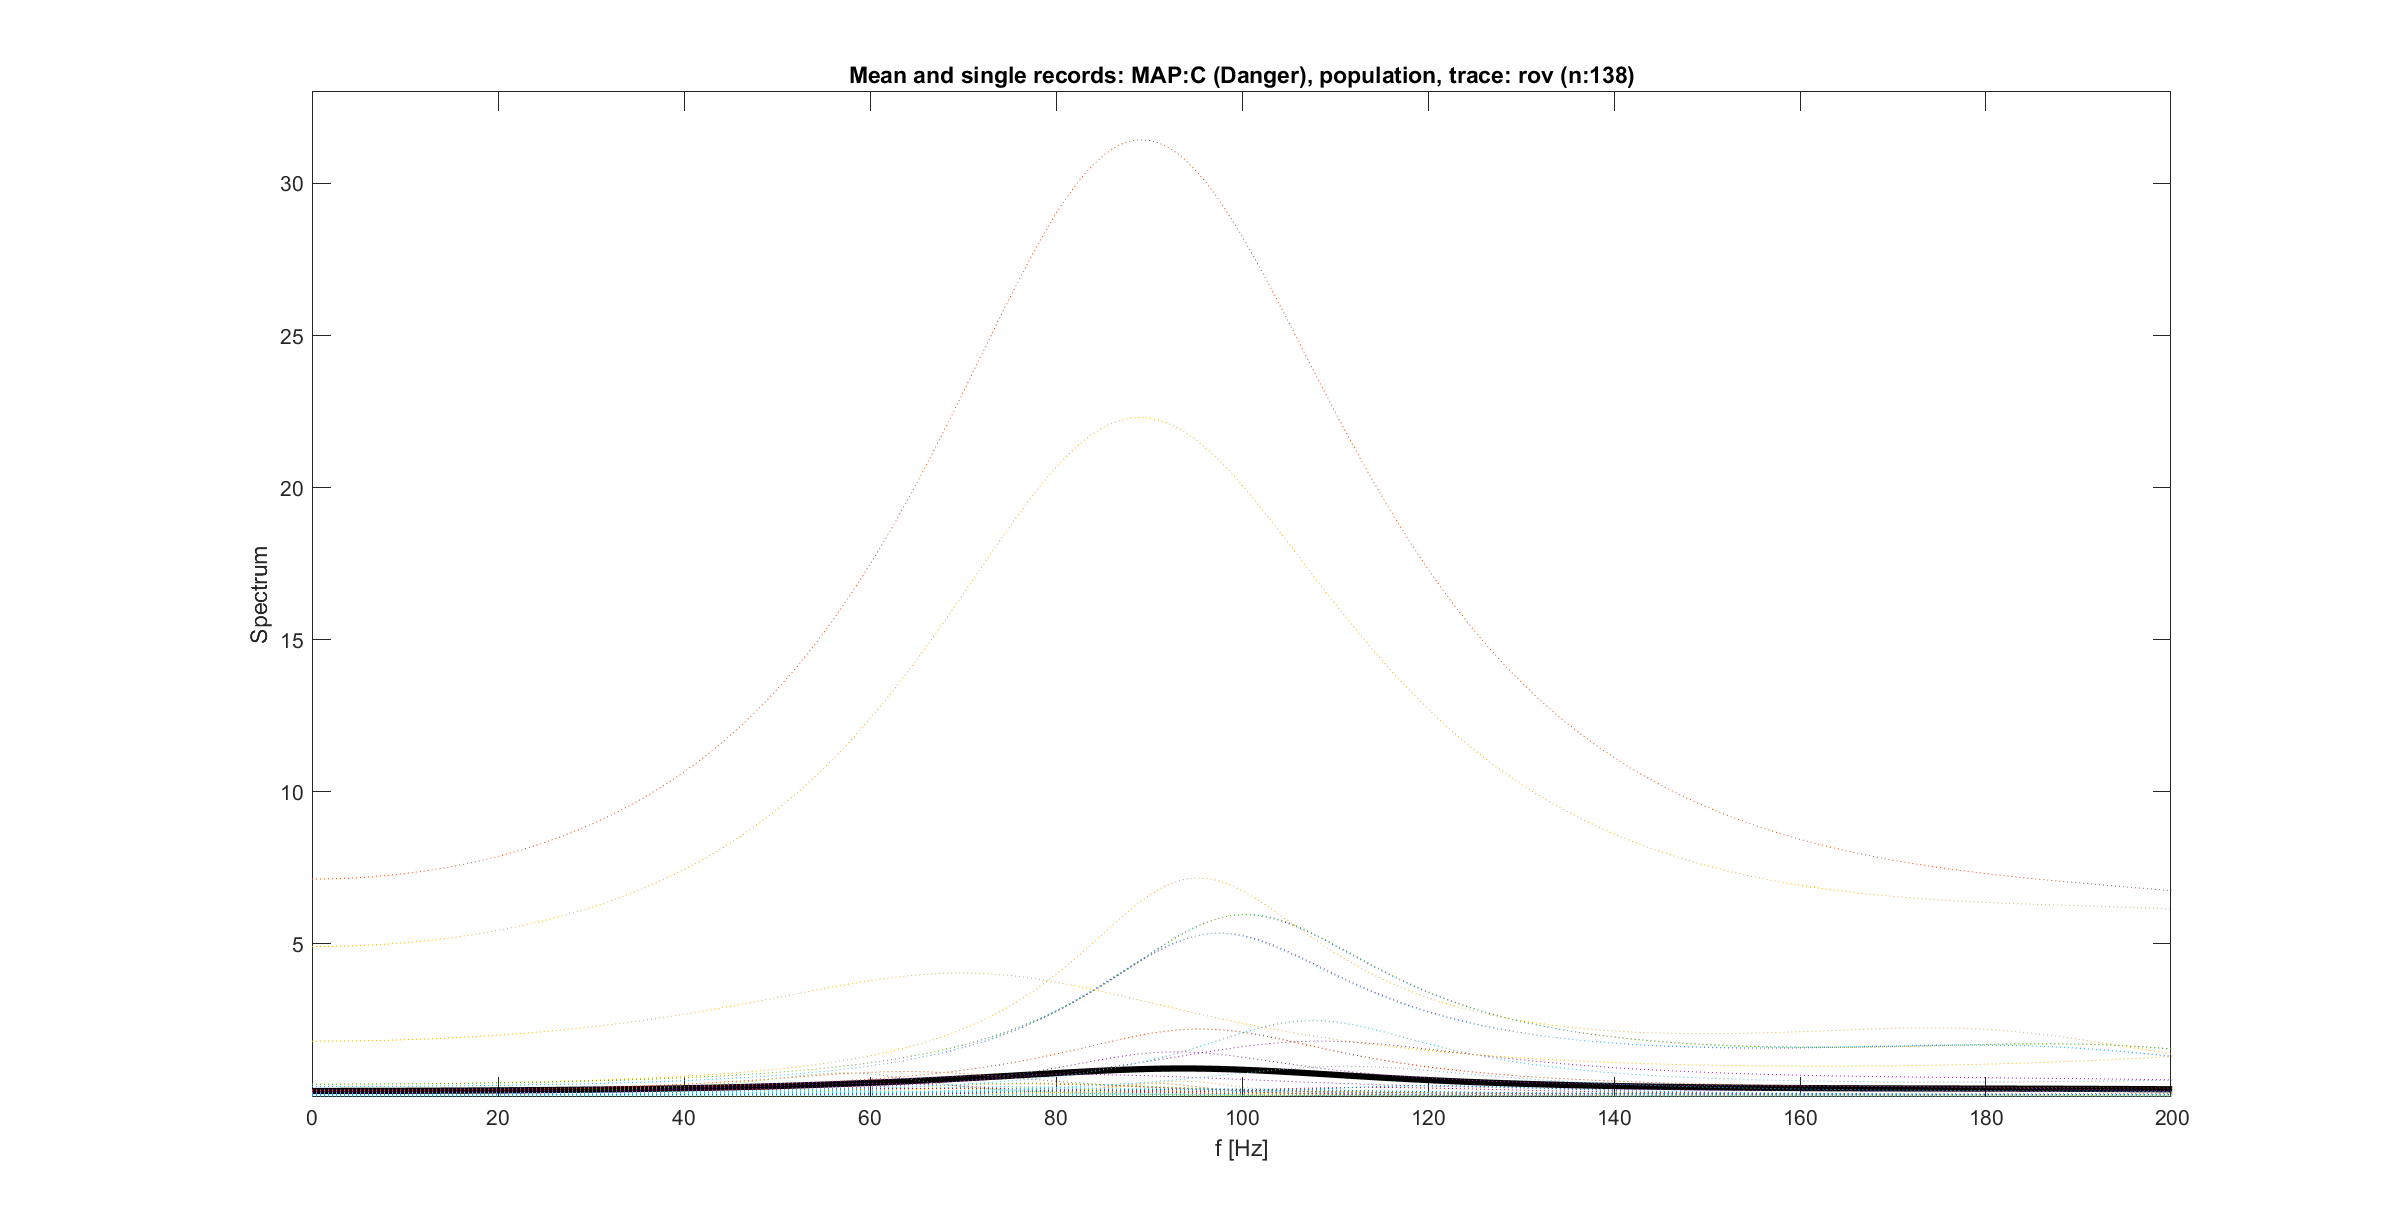 Mean and single records: MAP:C (Danger), population, trace: rov (n:138)
30
25
20
15
10
5
Spectrum
0 20 40 60 80 100 120 140 160 180 200
f [Hz]